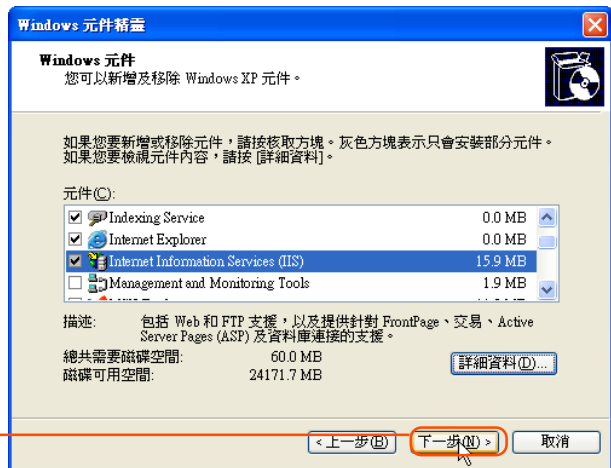 Windows 元件精靈
Windows 元件
您可以新增及移除 Windows XP 元件。
如果您要新增或移除元件，請按核取方塊。灰色方塊表示只會安裝部分元件。
如果您要檢視元件內容，請按 [詳細資料]。
元件(C):
Indexing Service 0.0 MB
Internet Explorer 0.0 MB
Internet Information Services (IIS) 15.9 MB
Management and Monitoring Tools 1.9 MB
描述: 包括 Web 和 FTP 支援，以及提供針對 FrontPage、交易、Active
Server Pages (ASP) 及資料庫連接的支援。
總共需要磁碟空間: 60.0 MB
磁碟可用空間: 24171.7 MB
詳細資料(D)...
< 上一步(B) 下一步(N) > 取消